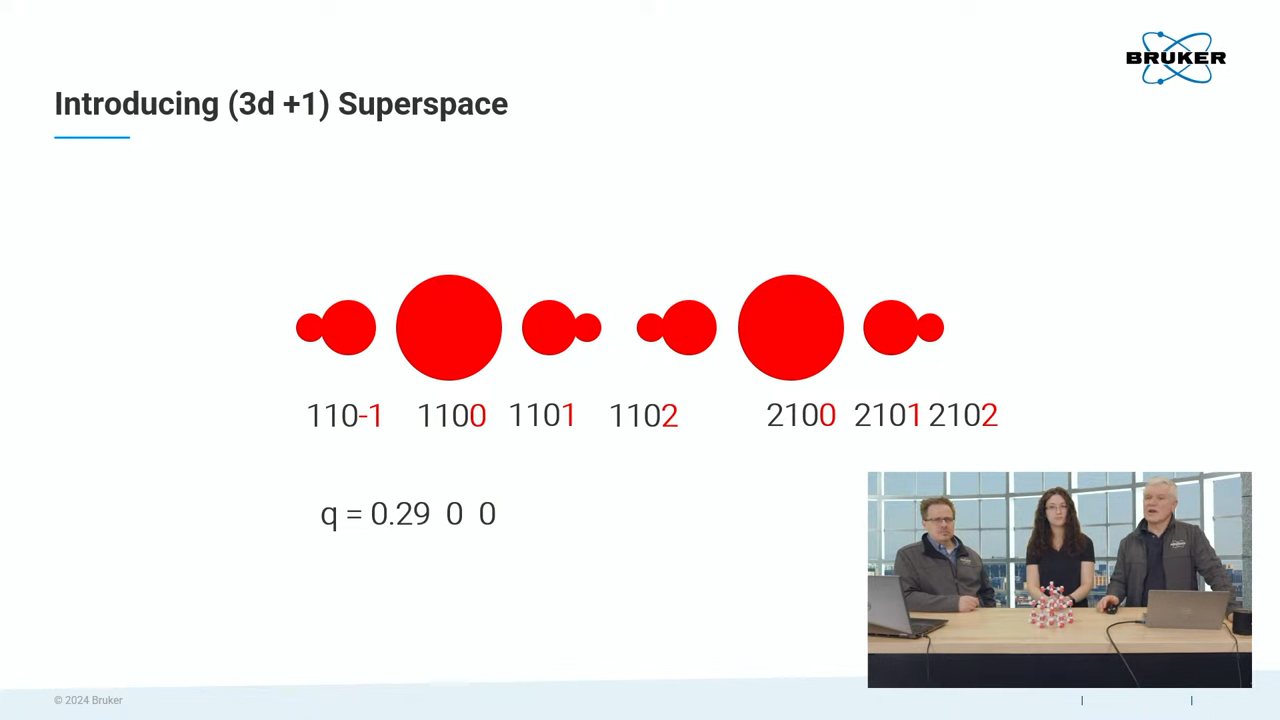 BRUKER
Introducing (3d +1) Superspace
110-1 1100 1101 1102 2100 2101 2102
q = 0.29 0 0
© 2024 Bruker